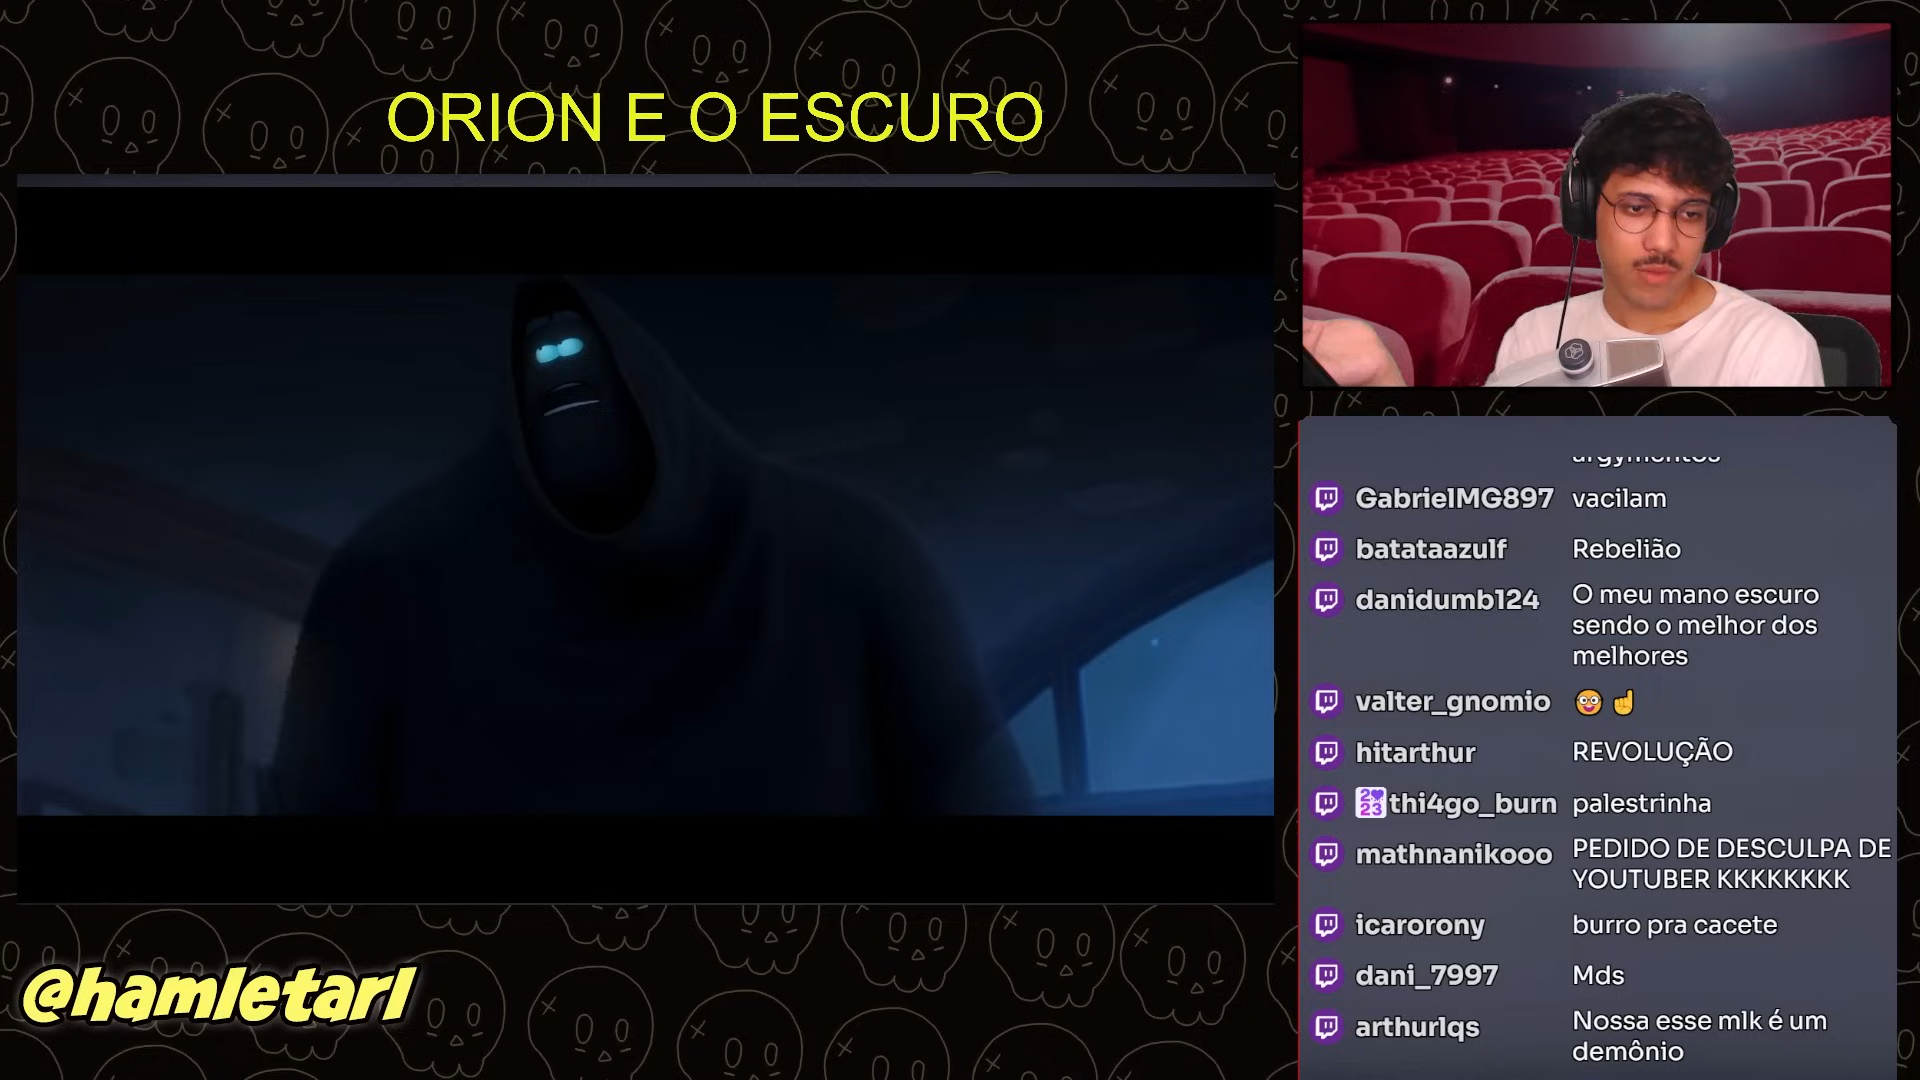 ORION E O ESCURO
GabrielMG897 vacilam
batataazulf Rebelião
danidumb124 O meu mano escuro
sendo o melhor dos
melhores
valter_gnomio 🤓☝️
hitarthur REVOLUÇÃO
2023 thi4go_burn palestrinha
mathnanikooo PEDIDO DE DESCULPA DE
YOUTUBER KKKKKKKK
icarorony burro pra cacete
dani_7997 Mds
arthurlqs Nossa esse mlk é um
demônio
@hamletarl